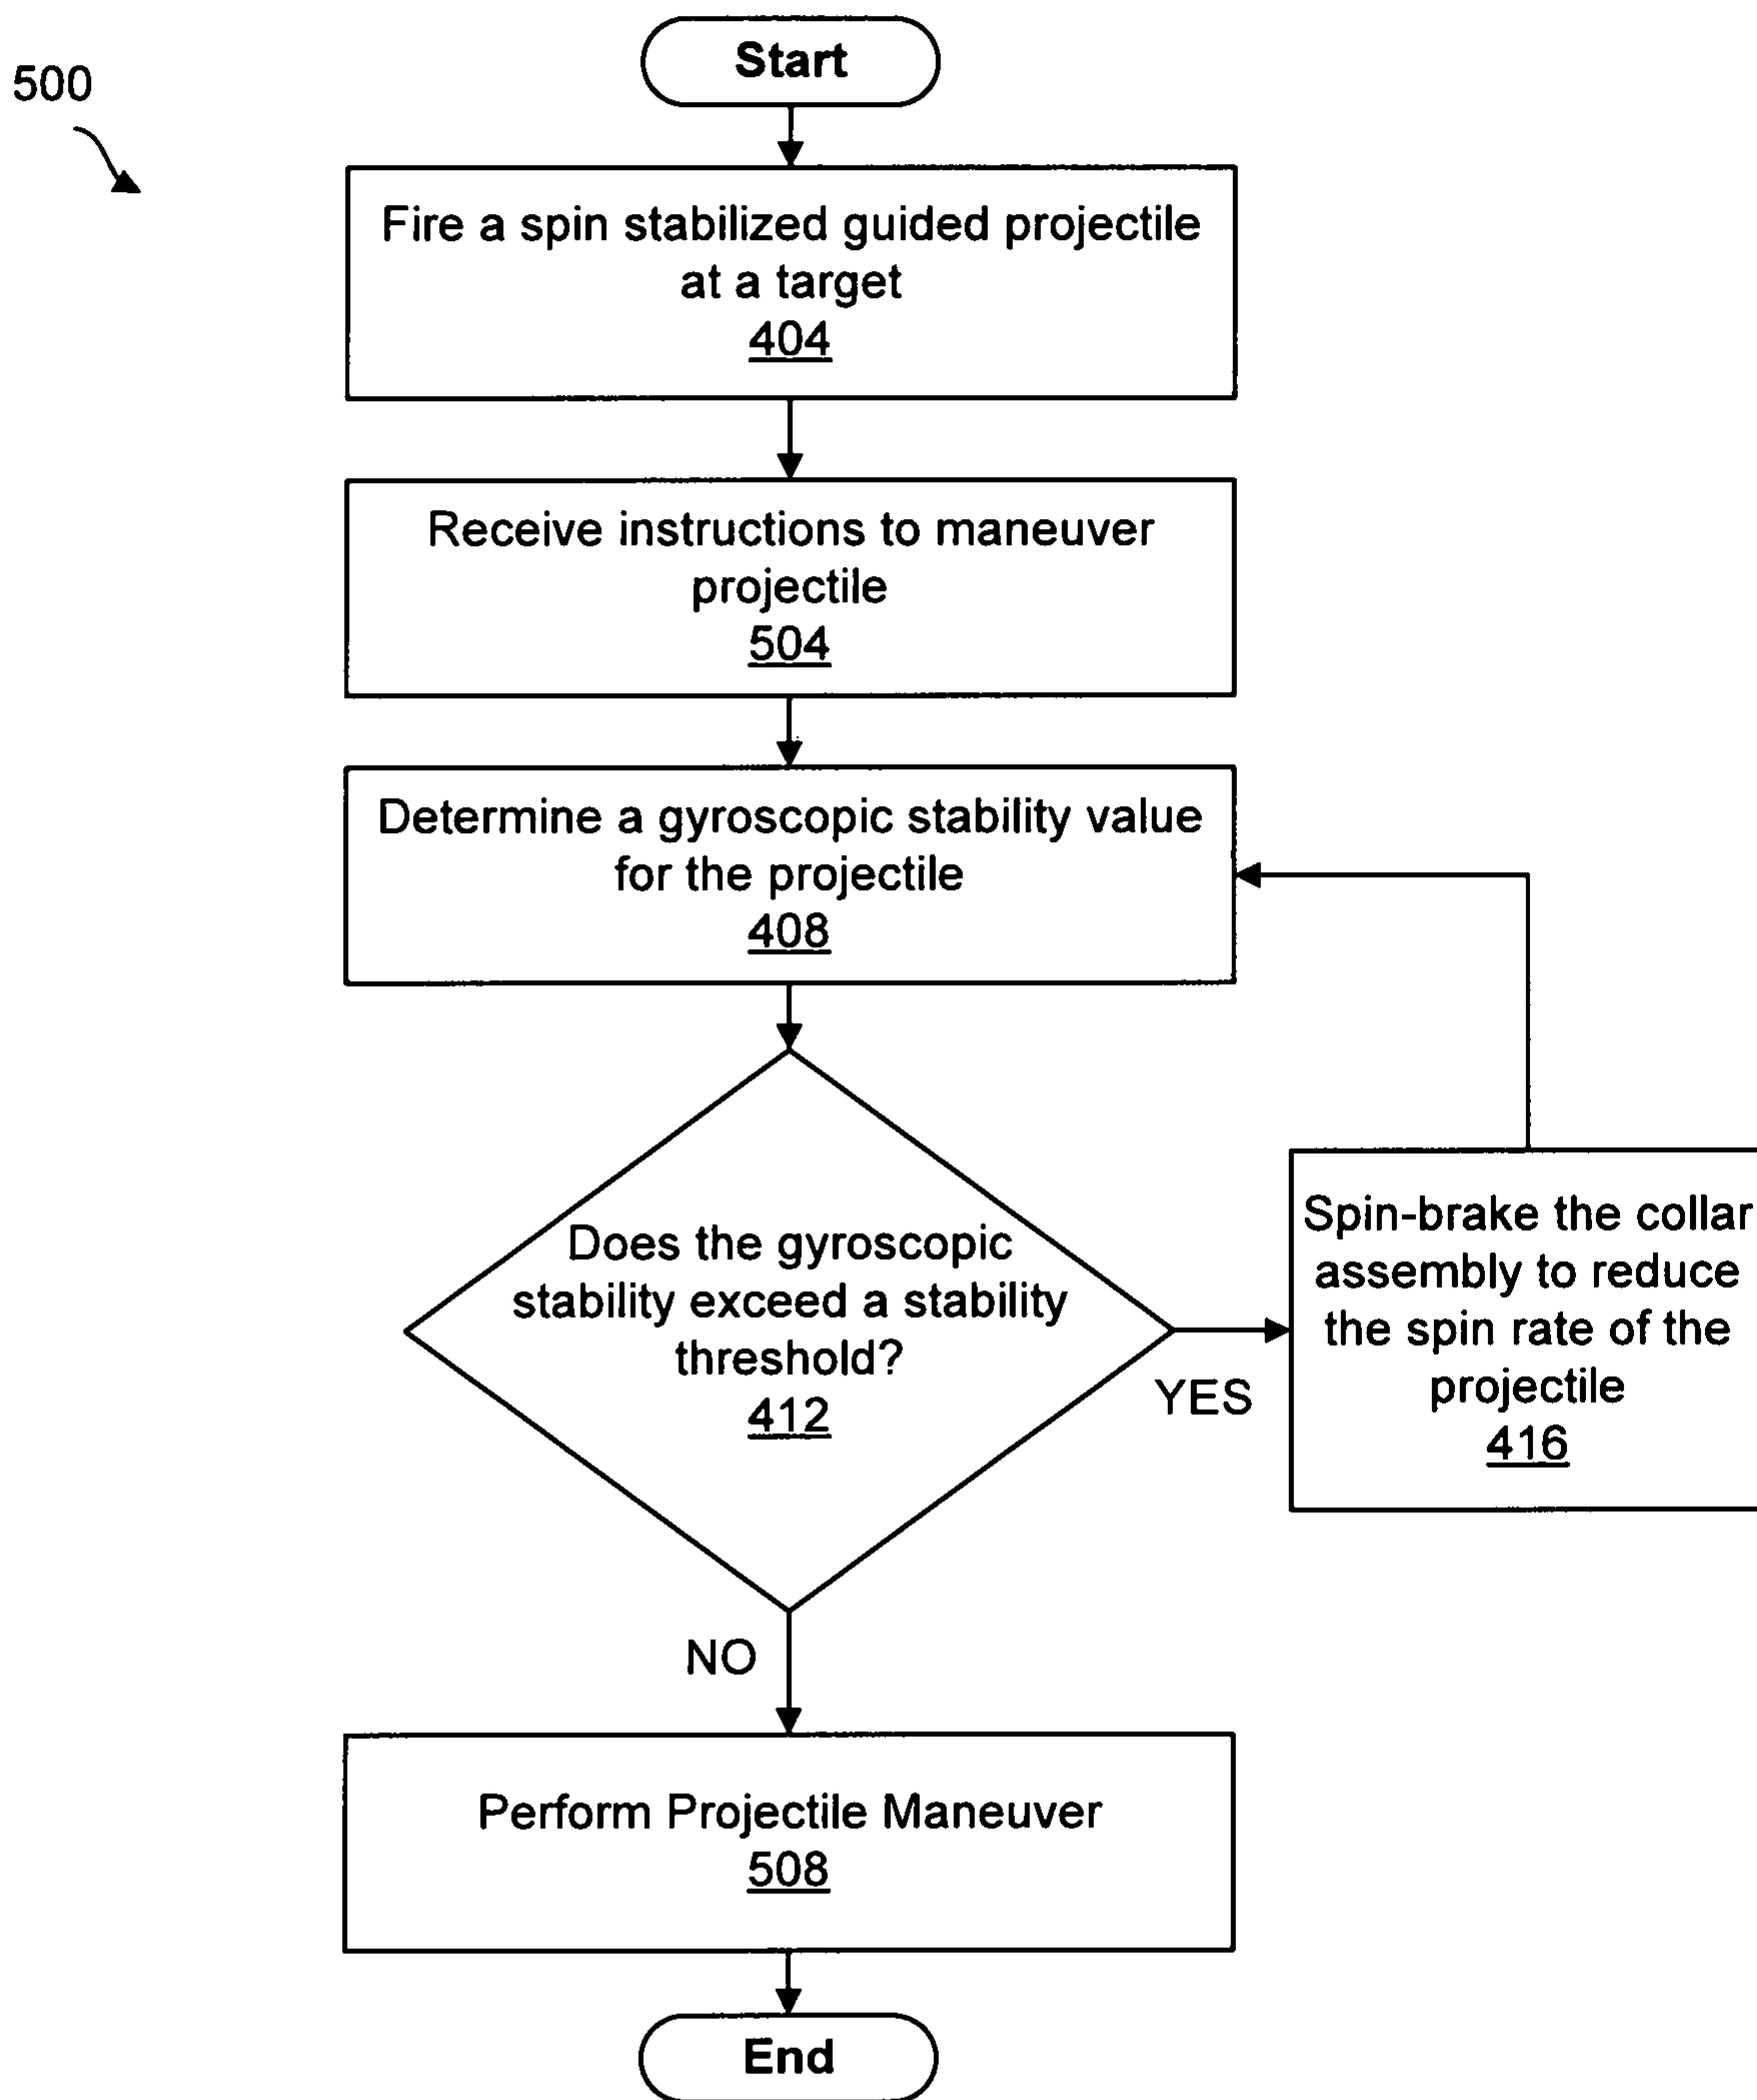 Start
500
Fire a spin stabilized guided projectile
at a target
404
Receive instructions to maneuver
projectile
504
Determine a gyroscopic stability value
for the projectile
408
Does the gyroscopic
stability exceed a stability
threshold?
412
YES
Spin-brake the collar
assembly to reduce
the spin rate of the
projectile
416
NO
Perform Projectile Maneuver
508
End